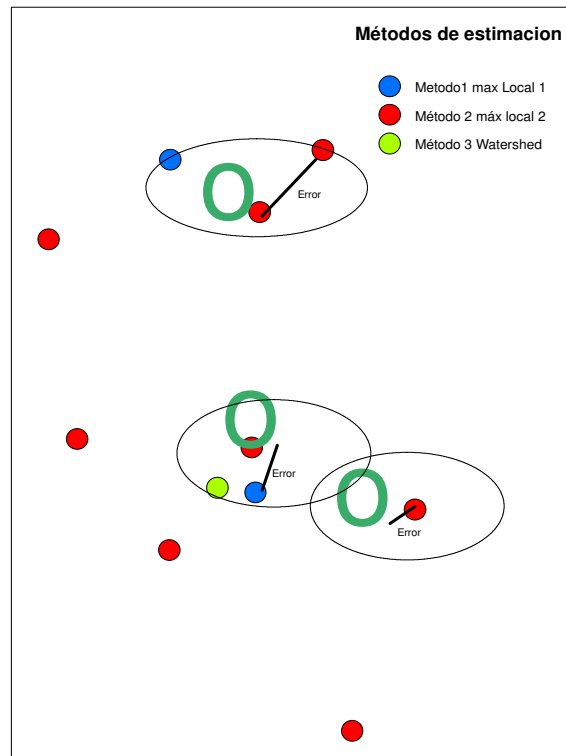 Métodos de estimacion
Metodo1 max Local 1
Método 2 máx local 2
Método 3 Watershed
O
Error
O
Error
O
Error